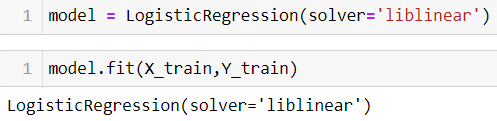 1 model = LogisticRegression(solver='liblinear')
1 model.fit(X_train,Y_train)
LogisticRegression(solver='liblinear')